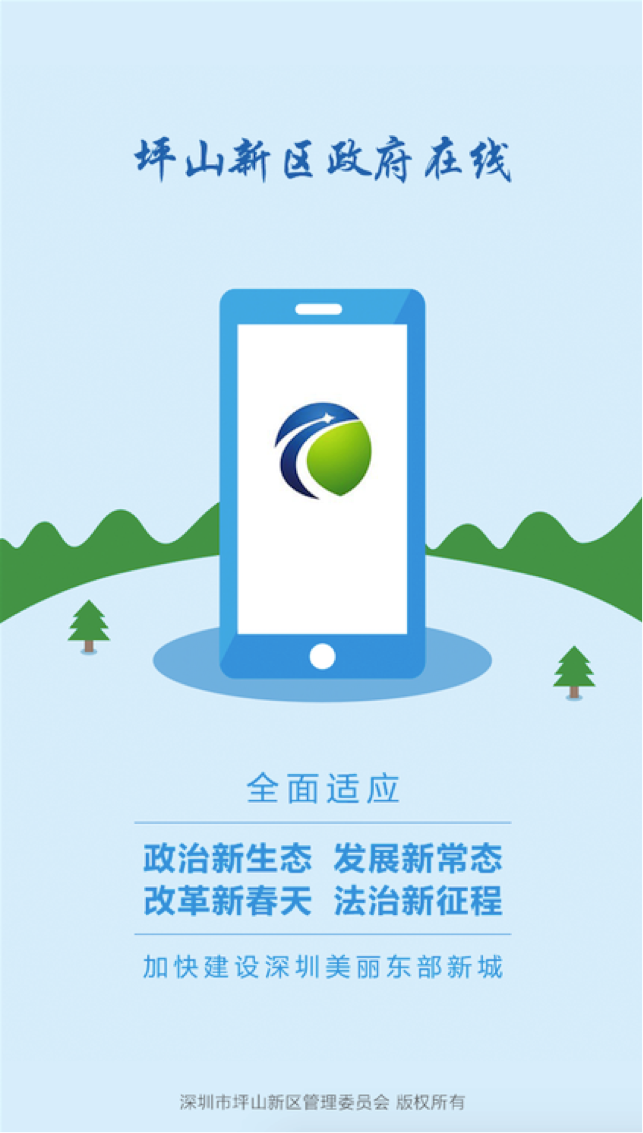 坪山新区政府在线
全面适应
政治新生态 发展新常态
改革新春天 法治新征程
加快建设深圳美丽东部新城
深圳市坪山新区管理委员会 版权所有